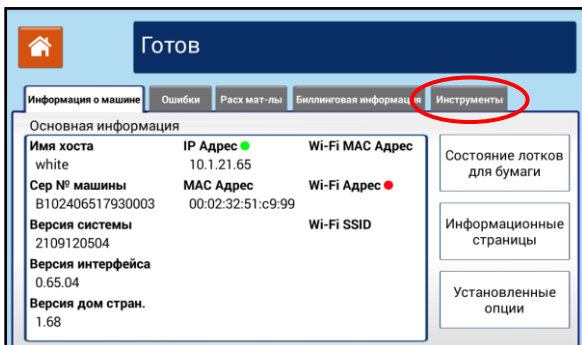 Готов
Информация о машине Ошибки Расх мат-лы Биллинговая информация Инструменты
Основная информация
Имя хоста IP Адрес Wi-Fi MAC Адрес
white 10.1.21.65
Сер № машины MAC Адрес Wi-Fi Адрес
B102406517930003 00:02:32:51:c9:99
Версия системы Wi-Fi SSID
2109120504
Версия интерфейса
0.65.04
Версия дом стран.
1.68
Состояние лотков
для бумаги
Информационные
страницы
Установленные
опции